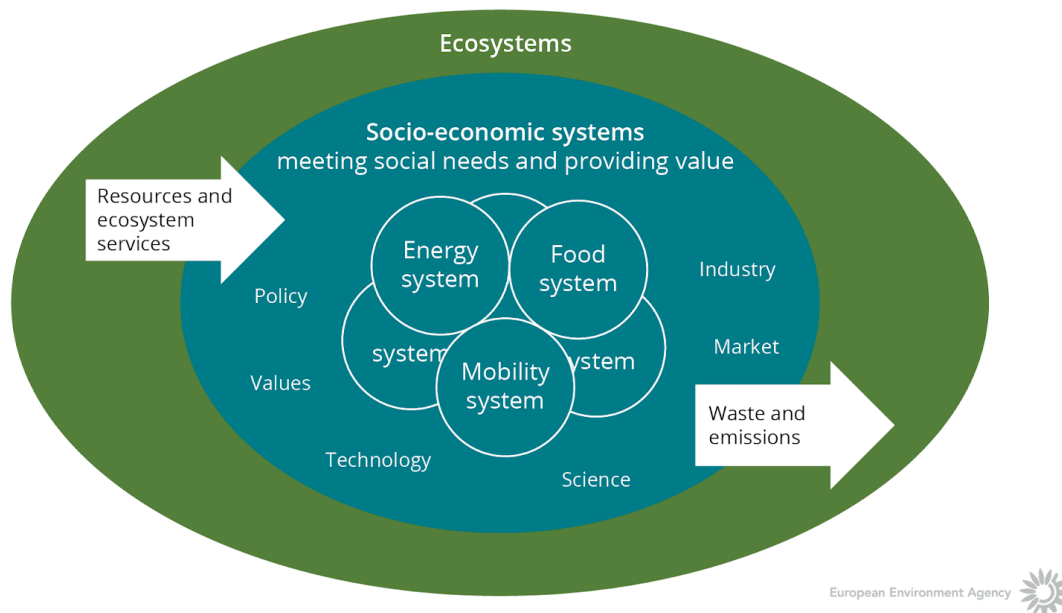 Ecosystems
Socio-economic systems
meeting social needs and providing value
Resources and
ecosystem
services
Energy
system
Food
system
Industry
Policy
system
Market
Mobility
system
Values
Waste and
emissions
Technology
Science
European Environment Agency